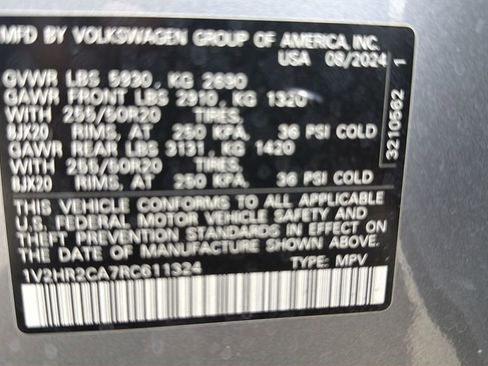 MFD BY VOLKSWAGEN GROUP OF AMERICA, INC.
USA 08/2024
GVWR LBS 5930, KG 2690
GAWR FRONT LBS 2910, KG 1320
WITH 255/50R20 TIRES,
8JX20 RIMS, AT 250 KPA, 36 PSI COLD
GAWR REAR LBS 3131, KG 1420
WITH 255/50R20 TIRES,
8JX20 RIMS, AT 250 KPA, 36 PSI COLD
THIS VEHICLE CONFORMS TO ALL APPLICABLE
U.S. FEDERAL MOTOR VEHICLE SAFETY
STANDARDS IN EFFECT ON
THE DATE OF MANUFACTURE SHOWN ABOVE.
1V2HR2CA7RC611324 TYPE: MPV
3210562 1